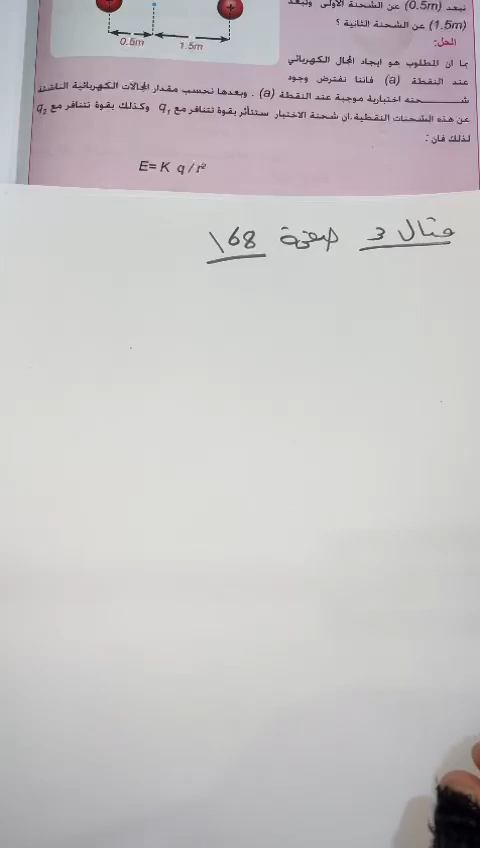 تبعد (0.5m) عن الشحنة الأولى وتبعد
(1.5m) عن الشحنة الثانية ؟
الحل:
بما ان المطلوب هو ايجاد المجال الكهربائي
عند النقطة (a) فاننا نفترض وجود
شحنه اختبارية موجبة عند النقطة (a) . وبعدها نحسب مقدار المجالات الكهربائية الناشئة
عن هذه الشحنات النقطية.ان شحنة الاختبار ستتأثر بقوة تتنافر مع q₁ وكذلك بقوة تتنافر مع q₂
لذلك فان :
E= K q / r²
+ +
0.5m 1.5m
مثال 3 صفحة 168